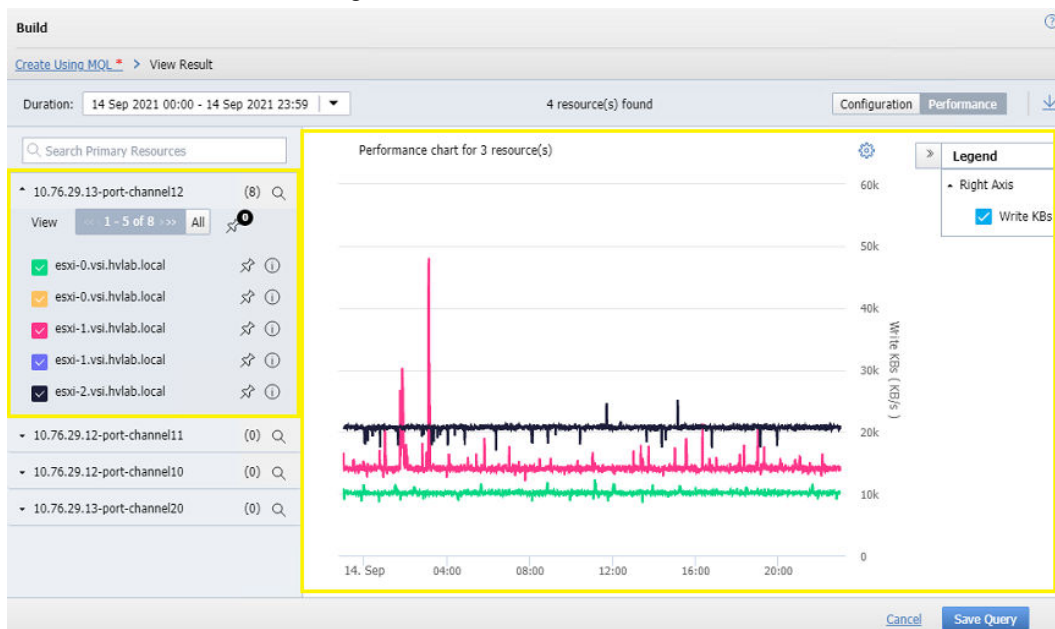 Build
Create Using MQL * > View Result
Duration: 14 Sep 2021 00:00 - 14 Sep 2021 23:59
4 resource(s) found
Configuration Performance
Search Primary Resources
10.76.29.13-port-channel12 (8)
View 1 - 5 of 8 All 0
esxi-0.vsi.hvlab.local
esxi-0.vsi.hvlab.local
esxi-1.vsi.hvlab.local
esxi-1.vsi.hvlab.local
esxi-2.vsi.hvlab.local
10.76.29.12-port-channel11 (0)
10.76.29.12-port-channel10 (0)
10.76.29.13-port-channel20 (0)
Performance chart for 3 resource(s)
60k
50k
40k
30k
20k
10k
0
Write KBs ( KB/s )
14. Sep 04:00 08:00 12:00 16:00 20:00
Legend
Right Axis
Write KBs
Cancel Save Query